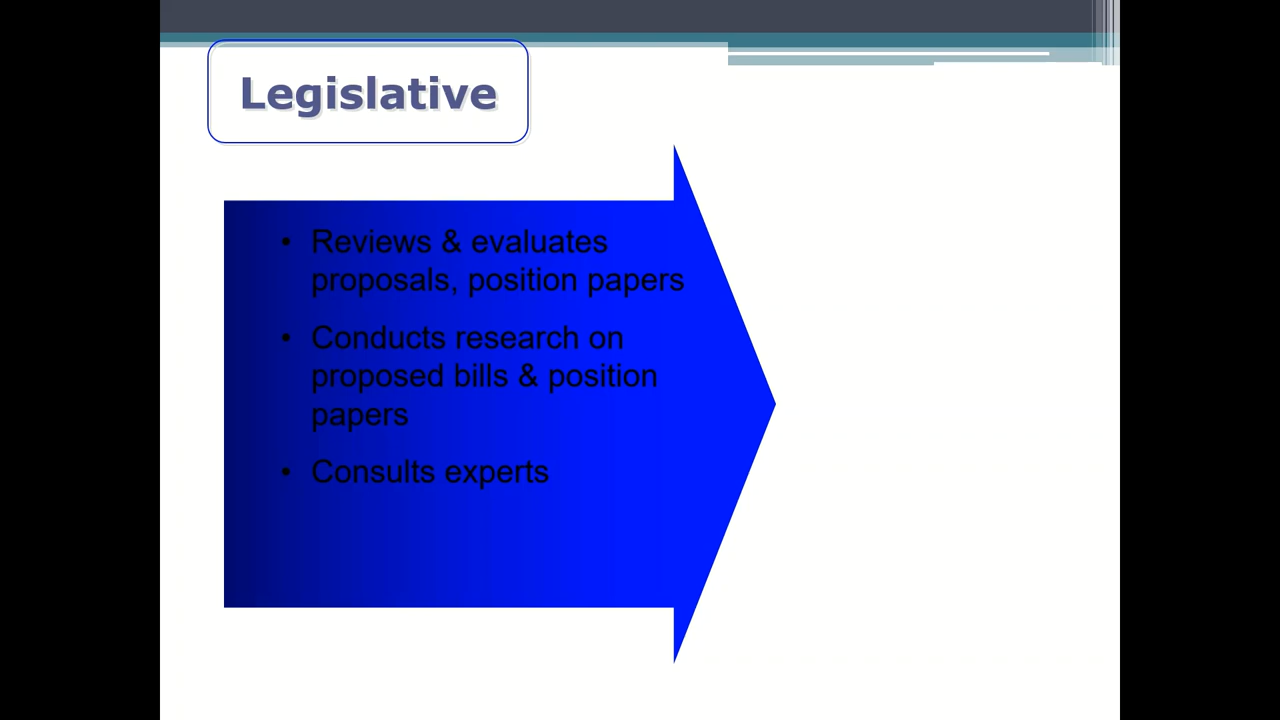 Legislative
• Reviews & evaluates
proposals, position papers
• Conducts research on
proposed bills & position
papers
• Consults experts